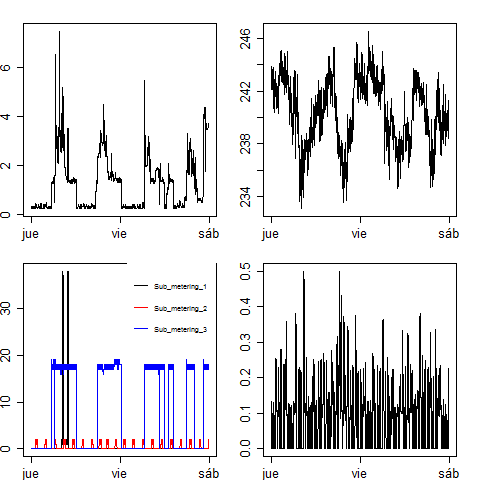 6
4
2
0
jue vie sáb
246
242
238
234
jue vie sáb
30
20
10
0
Sub_metering_1
Sub_metering_2
Sub_metering_3
jue vie sáb
0.5
0.4
0.3
0.2
0.1
0.0
jue vie sáb